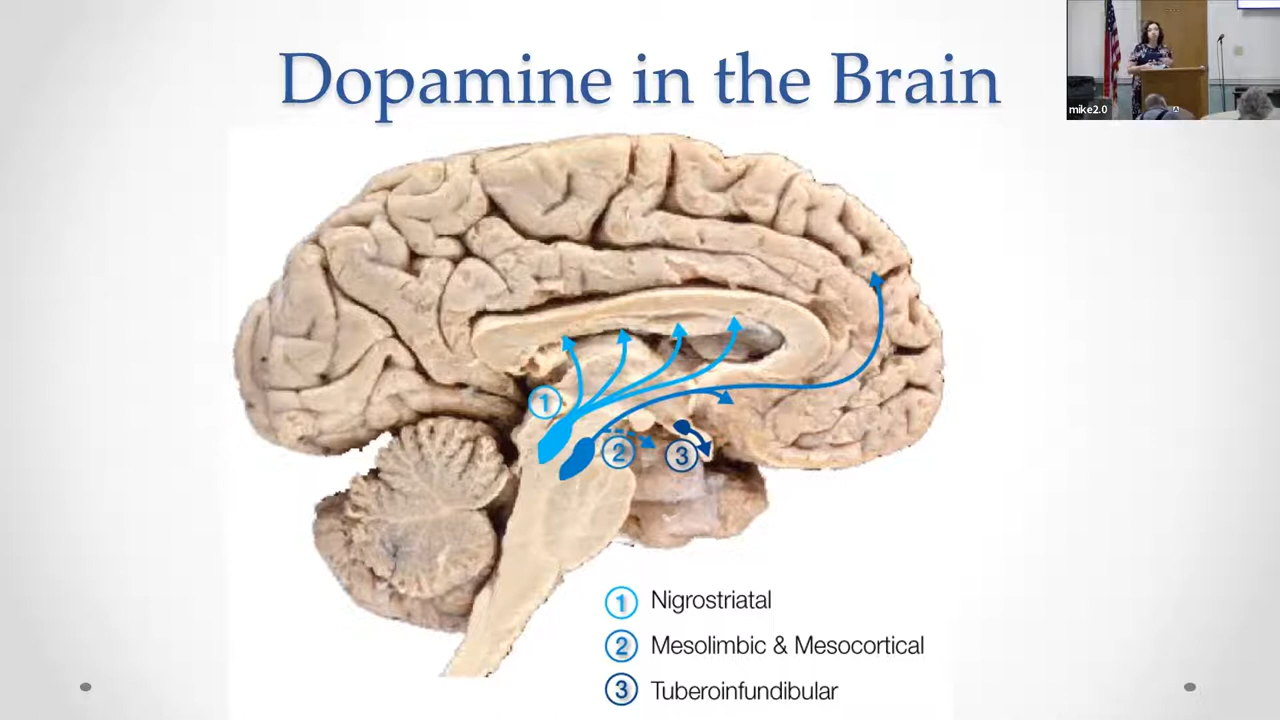 Dopamine in the Brain
mike2.0
1
2
3
1 Nigrostriatal
2 Mesolimbic & Mesocortical
3 Tuberoinfundibular